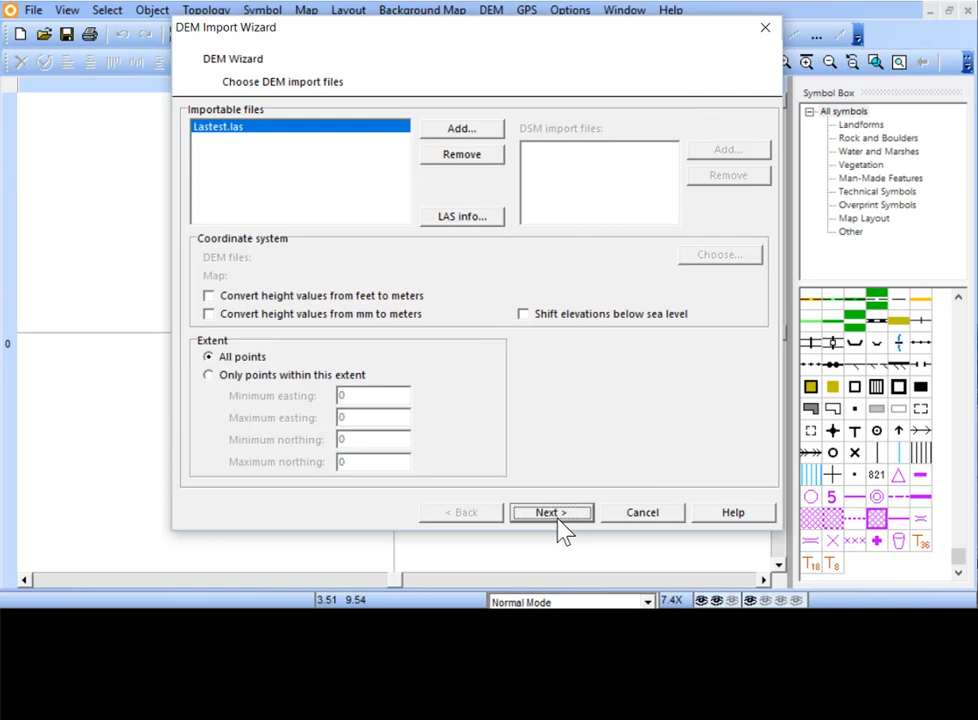 File View Select Object Topology Symbol Map Layout Background Map DEM GPS Options Window Help
DEM Import Wizard
DEM Wizard
Choose DEM import files
Importable files
Lastest.las
Add...
Remove
LAS info...
DSM import files:
Add...
Remove
Coordinate system
DEM files:
Choose...
Map:
Convert height values from feet to meters
Convert height values from mm to meters
Shift elevations below sea level
Extent
All points
Only points within this extent
Minimum easting: 0
Maximum easting: 0
Minimum northing: 0
Maximum northing: 0
< Back Next > Cancel Help
Symbol Box
All symbols
Landforms
Rock and Boulders
Water and Marshes
Vegetation
Man-Made Features
Technical Symbols
Overprint Symbols
Map Layout
Other
821
5
T36
T18 T8
0
3.51 9.54 Normal Mode 7.4X